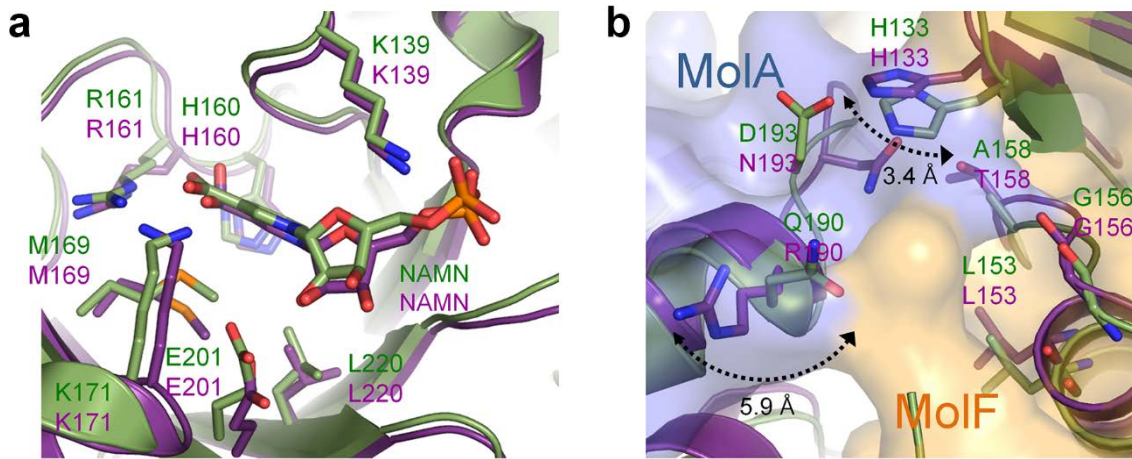 a
K139
K139
R161
R161
H160
H160
M169
M169
NAMN
NAMN
E201
E201
L220
L220
K171
K171
b
MolA
H133
H133
D193
N193
3.4 Å
A158
T158
G156
G156
Q190
R190
L153
L153
5.9 Å
MolF